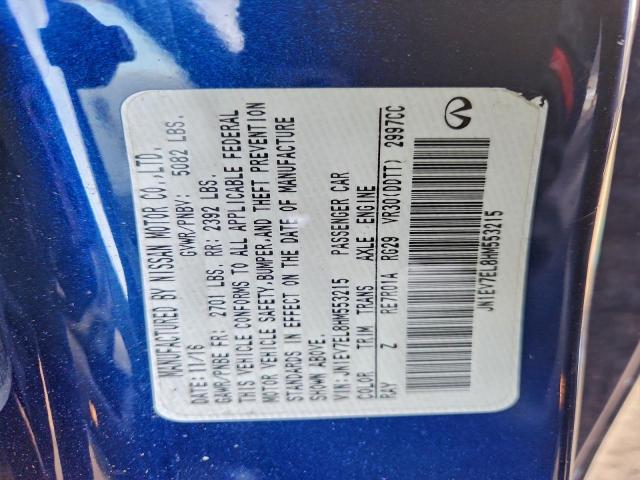 MANUFACTURED BY NISSAN MOTOR CO., LTD.
DATE: 11/16 GVWR/PNBV: 5082 LBS.
GAWR/PNBE FR: 2701 LBS. RR: 2392 LBS.
THIS VEHICLE CONFORMS TO ALL APPLICABLE FEDERAL
MOTOR VEHICLE SAFETY, BUMPER, AND THEFT PREVENTION
STANDARDS IN EFFECT ON THE DATE OF MANUFACTURE
SHOWN ABOVE.
VIN: JN1EV7EL8HM553215 PASSENGER CAR
COLOR TRIM TRANS AXLE ENGINE
RAY Z RE7R01A RG29 VR30(DDTT) 2997CC
JN1EV7EL8HM553215